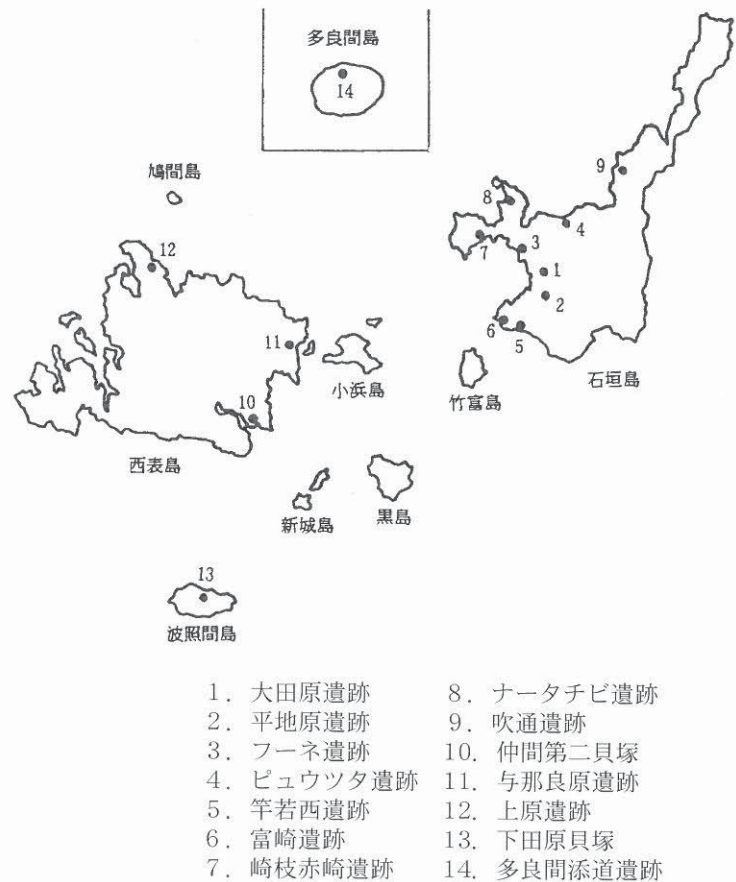 多良間島
14
鳩間島
9
8
12
4
7
3
1
2
11
6
5
小浜島
石垣島
竹富島
10
西表島
新城島
黒島
13
波照間島
1. 大田原遺跡
2. 平地原遺跡
3. フーネ遺跡
4. ピュウツタ遺跡
5. 竿若西遺跡
6. 富崎遺跡
7. 崎枝赤崎遺跡
8. ナータチビ遺跡
9. 吹通遺跡
10. 仲間第二貝塚
11. 与那良原遺跡
12. 上原遺跡
13. 下田原貝塚
14. 多良間添道遺跡